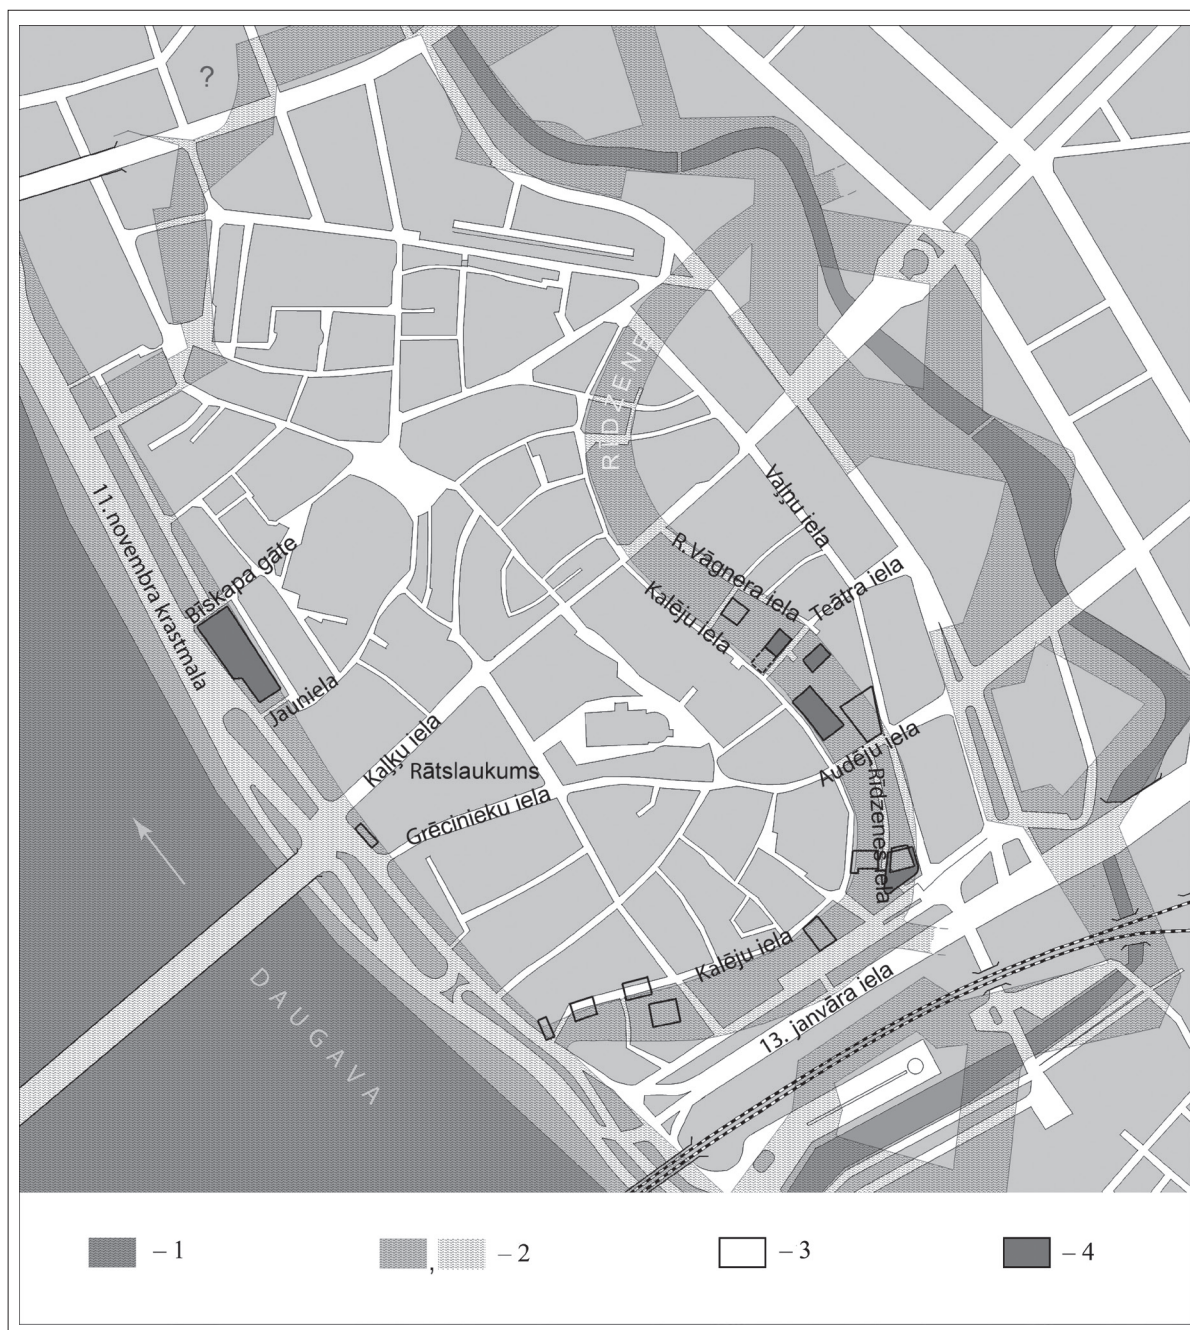 ?
RĪDZENE
Vaļņu iela
11. novembra krastmala
Bīskapa gāte
R. Vāgnera iela
Teātra iela
Kalēju iela
Jauniela
Kaļķu iela
Rātslaukums
Audēju iela
Grēcinieku iela
Rīdzenes iela
Kalēju iela
DAUGAVA
13. janvāra iela
– 1
, – 2
– 3
– 4